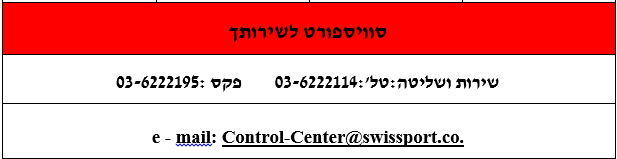 סוויספורט לשירותך
שירות ושליטה:טל':03-6222114 פקס :03-6222195
e - mail: Control-Center@swissport.co.